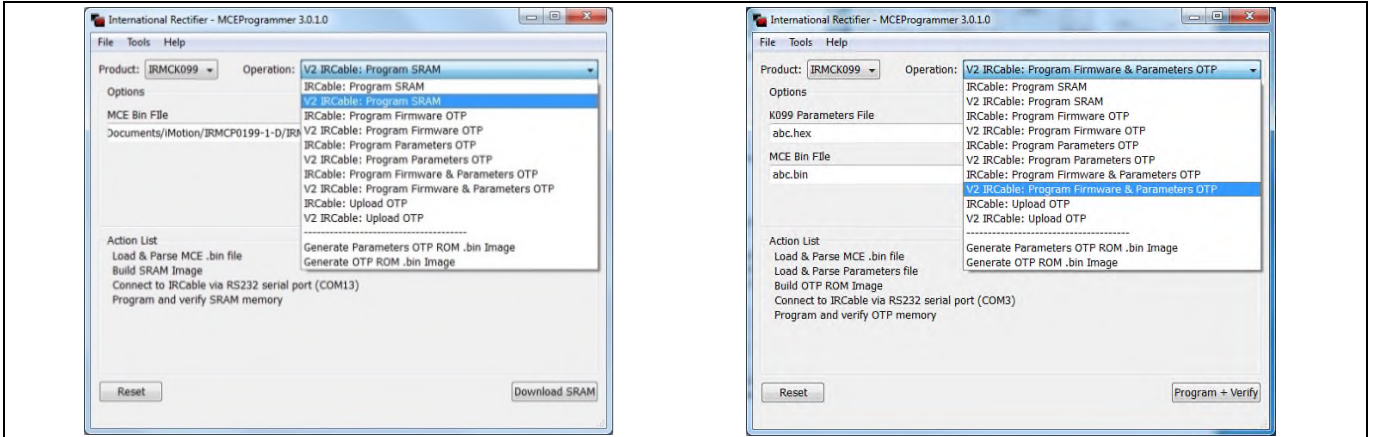 International Rectifier - MCEProgrammer 3.0.1.0
File Tools Help
Product: IRMCK099 Operation: V2 IRCable: Program SRAM
Options
MCE Bin FIle
Documents/iMotion/IRMCP0199-1-D/IRM
IRCable: Program SRAM
V2 IRCable: Program SRAM
IRCable: Program Firmware OTP
V2 IRCable: Program Firmware OTP
IRCable: Program Parameters OTP
V2 IRCable: Program Parameters OTP
IRCable: Program Firmware & Parameters OTP
V2 IRCable: Program Firmware & Parameters OTP
IRCable: Upload OTP
V2 IRCable: Upload OTP
----------------------------------------
Generate Parameters OTP ROM .bin Image
Generate OTP ROM .bin Image
Action List
Load & Parse MCE .bin file
Build SRAM Image
Connect to IRCable via RS232 serial port (COM13)
Program and verify SRAM memory
Reset Download SRAM
International Rectifier - MCEProgrammer 3.0.1.0
File Tools Help
Product: IRMCK099 Operation: V2 IRCable: Program Firmware & Parameters OTP
Options
K099 Parameters File
abc.hex
MCE Bin FIle
abc.bin
IRCable: Program SRAM
V2 IRCable: Program SRAM
IRCable: Program Firmware OTP
V2 IRCable: Program Firmware OTP
IRCable: Program Parameters OTP
V2 IRCable: Program Parameters OTP
IRCable: Program Firmware & Parameters OTP
V2 IRCable: Program Firmware & Parameters OTP
IRCable: Upload OTP
V2 IRCable: Upload OTP
----------------------------------------
Generate Parameters OTP ROM .bin Image
Generate OTP ROM .bin Image
Action List
Load & Parse MCE .bin file
Load & Parse Parameters file
Build OTP ROM Image
Connect to IRCable via RS232 serial port (COM3)
Program and verify OTP memory
Reset Program + Verify